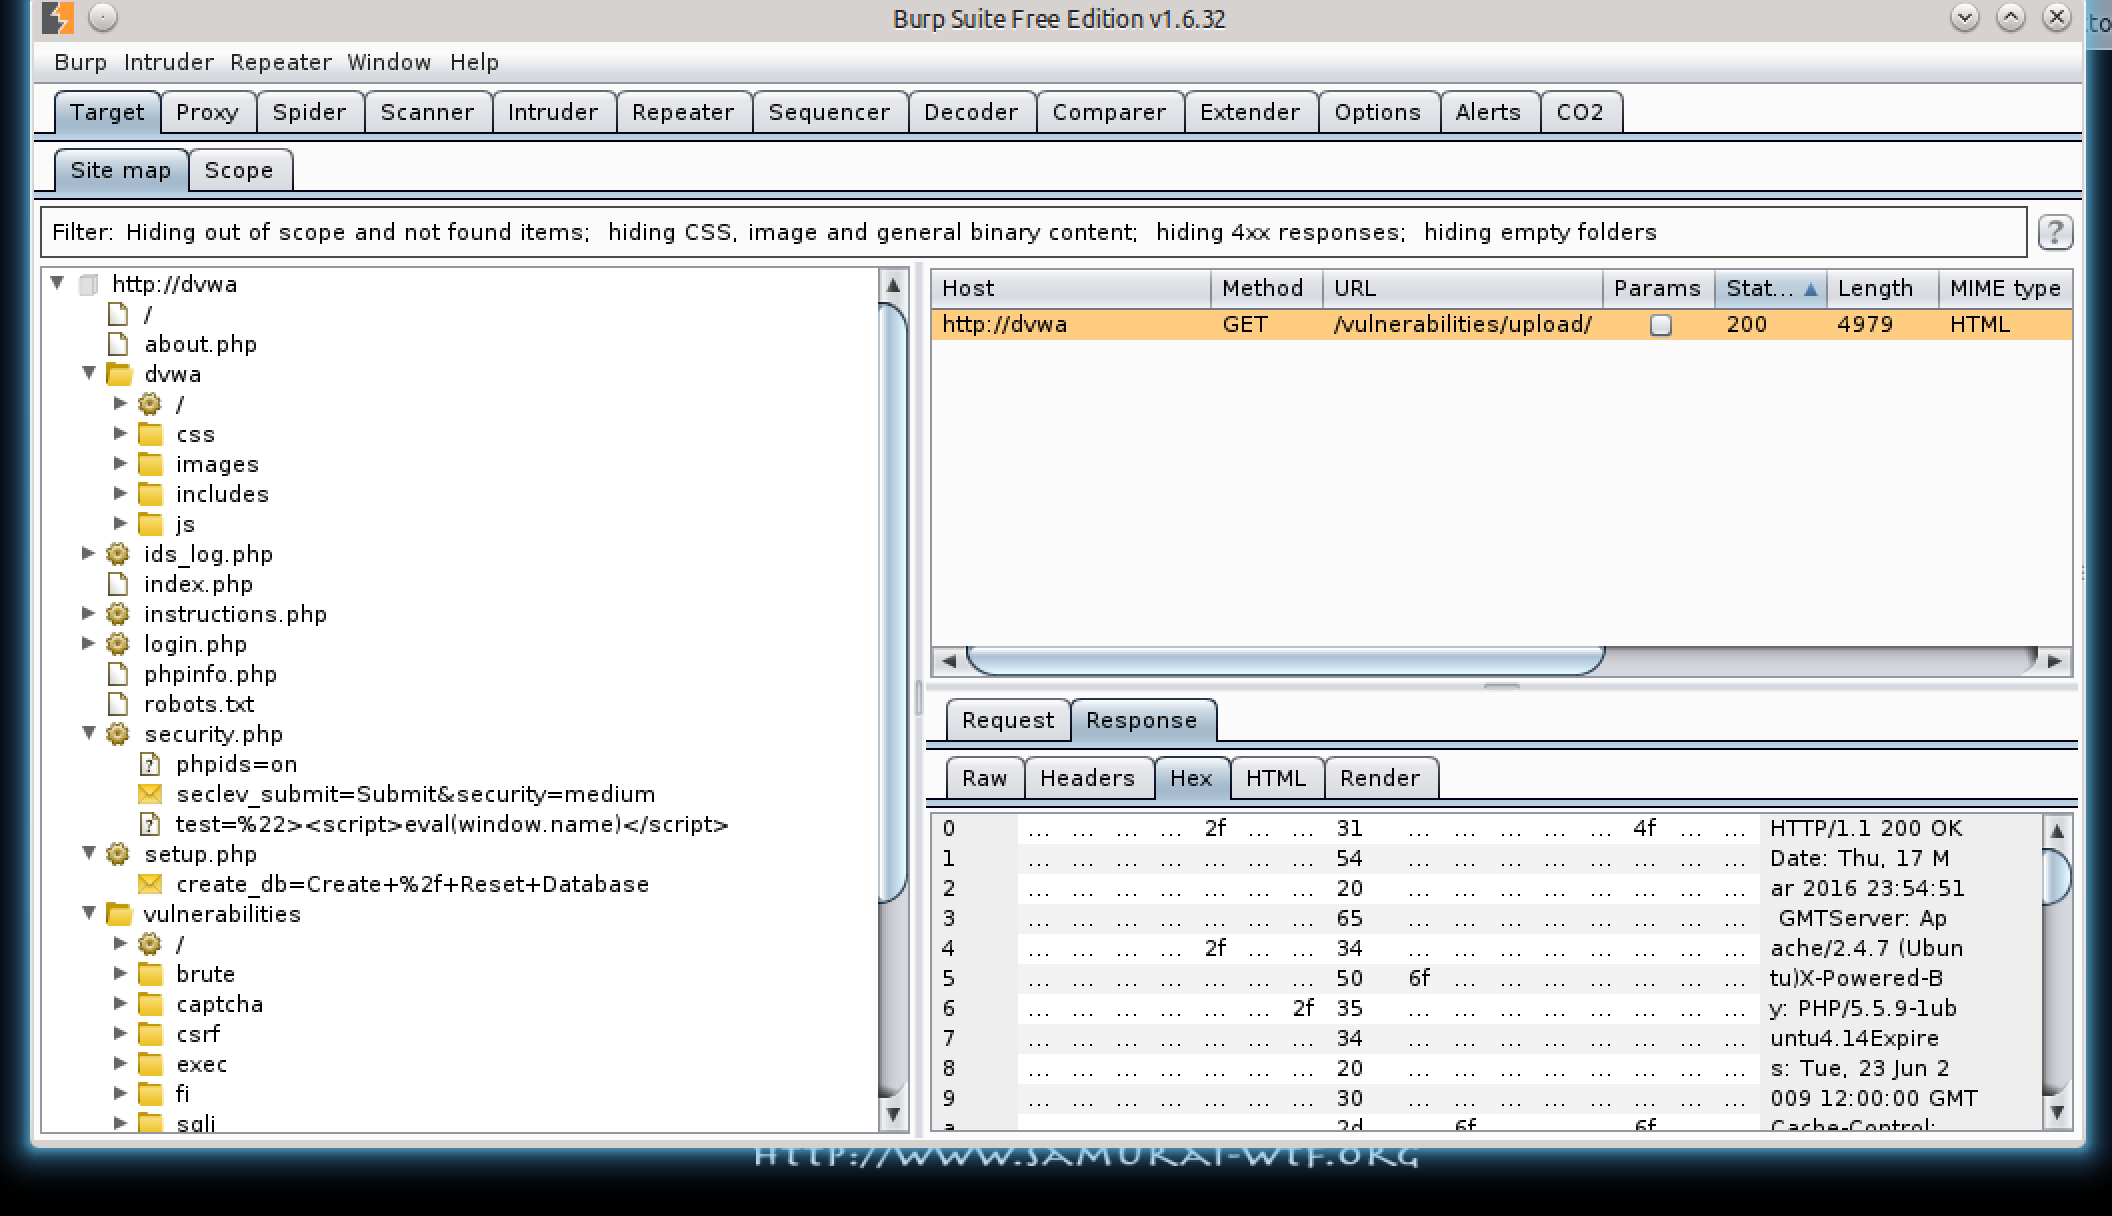 Burp Suite Free Edition v1.6.32
Burp Intruder Repeater Window Help
Target Proxy Spider Scanner Intruder Repeater Sequencer Decoder Comparer Extender Options Alerts CO2
Site map Scope
Filter: Hiding out of scope and not found items; hiding CSS, image and general binary content; hiding 4xx responses; hiding empty folders
?
http://dvwa
/
about.php
dvwa
/
css
images
includes
js
ids_log.php
index.php
instructions.php
login.php
phpinfo.php
robots.txt
security.php
phpids=on
seclev_submit=Submit&security=medium
test=%22><script>eval(window.name)</script>
setup.php
create_db=Create+%2f+Reset+Database
vulnerabilities
/
brute
captcha
csrf
exec
fi
sqli
Host Method URL Params Stat... Length MIME type
http://dvwa GET /vulnerabilities/upload/ 200 4979 HTML
Request Response
Raw Headers Hex HTML Render
0 ... ... ... ... 2f ... ... 31 ... ... ... ... ... 4f ... ... HTTP/1.1 200 OK
1 ... ... ... ... ... ... ... 54 ... ... ... ... ... ... ... ... Date: Thu, 17 M
2 ... ... ... ... ... ... ... 20 ... ... ... ... ... ... ... ... ar 2016 23:54:51
3 ... ... ... ... ... ... ... 65 ... ... ... ... ... ... ... ... GMTServer: Ap
4 ... ... ... ... 2f ... ... 34 ... ... ... ... ... ... ... ... ache/2.4.7 (Ubun
5 ... ... ... ... ... ... ... 50 6f ... ... ... ... ... ... ... tu)X-Powered-B
6 ... ... ... ... ... ... 2f 35 ... ... ... ... ... ... ... ... y: PHP/5.5.9-1ub
7 ... ... ... ... ... ... ... 34 ... ... ... ... ... ... ... ... untu4.14Expire
8 ... ... ... ... ... ... ... 20 ... ... ... ... ... ... ... ... s: Tue, 23 Jun 2
9 ... ... ... ... ... ... ... 30 ... ... ... ... ... ... ... ... 009 12:00:00 GMT
a 2d 6f 6f Cache-Control:
HTTP://WWW.SAMURAI-WTF.ORG